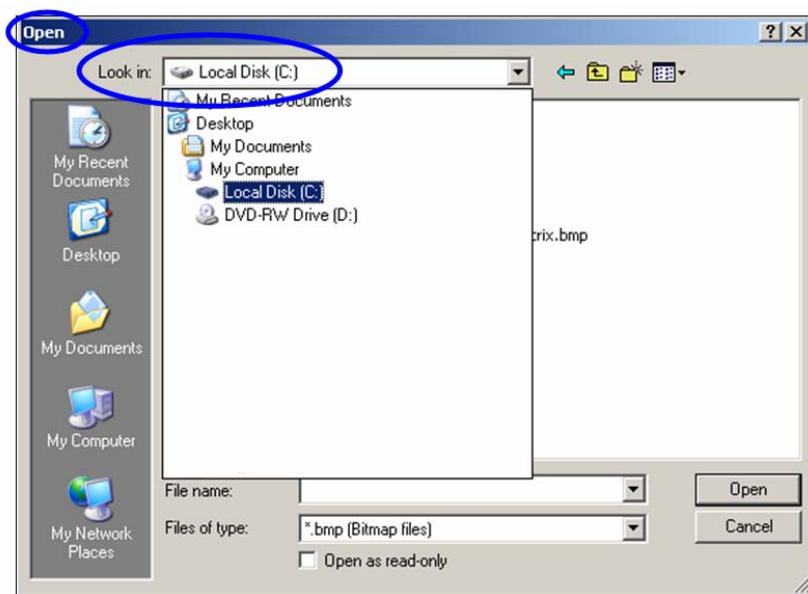 Open
Look in: Local Disk (C:)
My Recent Documents
Desktop
My Documents
My Computer
Local Disk (C:)
DVD-RW Drive (D:)
trix.bmp
My Recent
Documents
Desktop
My Documents
My Computer
My Network
Places
File name:
Open
Files of type: *.bmp (Bitmap files)
Cancel
Open as read-only